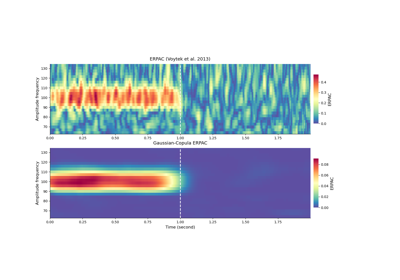 ERPAC (Voytek et al. 2013)
Amplitude frequency
130
120
110
100
90
80
70
0.00 0.25 0.50 0.75 1.00 1.25 1.50 1.75
0.4
0.3
0.2
0.1
0.0
ERPAC
Gaussian-Copula ERPAC
Amplitude frequency
130
120
110
100
90
80
70
0.00 0.25 0.50 0.75 1.00 1.25 1.50 1.75
Time (second)
0.08
0.06
0.04
0.02
0.00
ERPAC